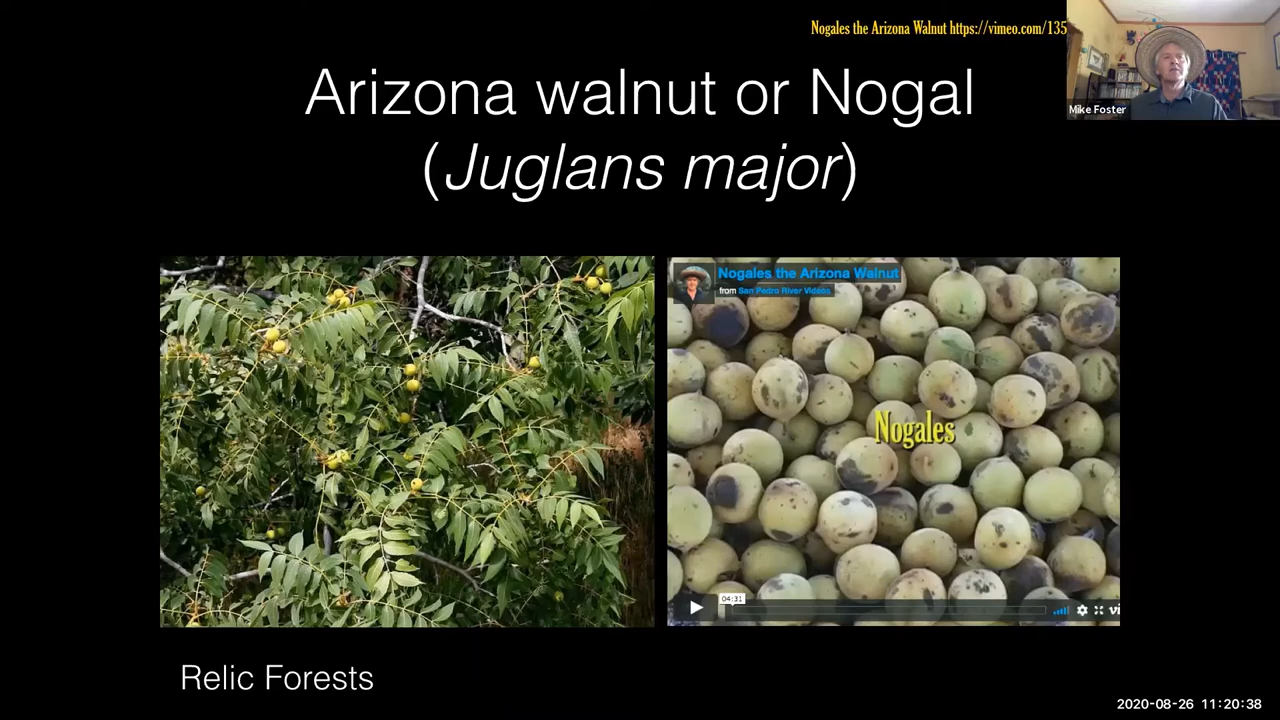 Nogales the Arizona Walnut https://vimeo.com/135
Mike Foster
Arizona walnut or Nogal
(Juglans major)
Nogales the Arizona Walnut
from San Pedro River Videos
Nogales
04:31
vi
Relic Forests
2020-08-26 11:20:38